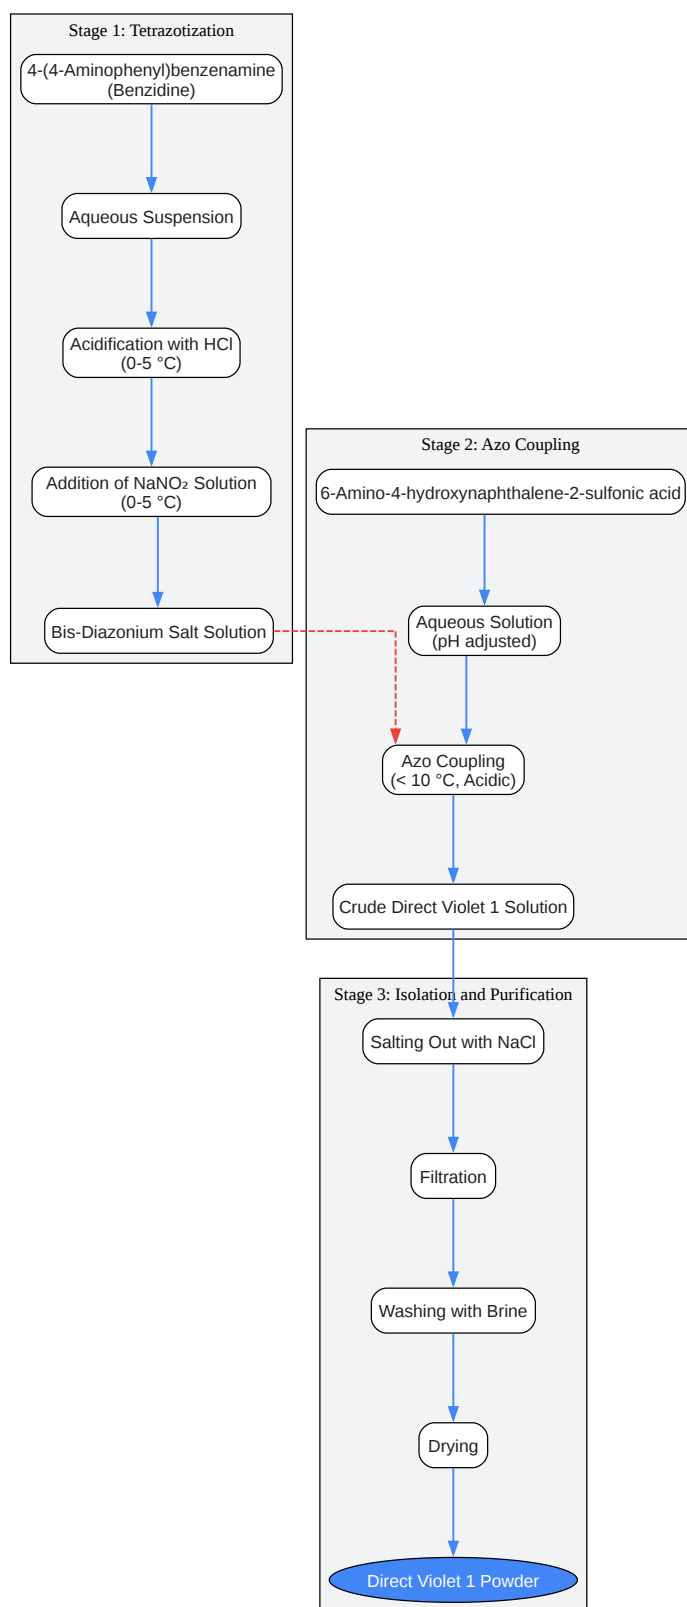 Stage 1: Tetrazotization
4-(4-Aminophenyl)benzenamine
(Benzidine)
Aqueous Suspension
Acidification with HCl
(0-5 °C)
Addition of NaNO₂ Solution
(0-5 °C)
Bis-Diazonium Salt Solution
Stage 2: Azo Coupling
6-Amino-4-hydroxynaphthalene-2-sulfonic acid
Aqueous Solution
(pH adjusted)
Azo Coupling
(< 10 °C, Acidic)
Crude Direct Violet 1 Solution
Stage 3: Isolation and Purification
Salting Out with NaCl
Filtration
Washing with Brine
Drying
Direct Violet 1 Powder